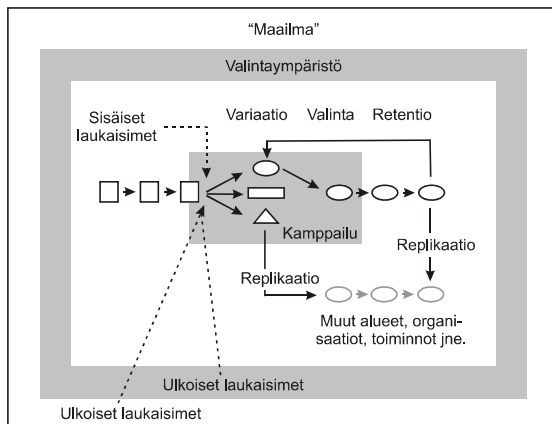 “Maailma”
Valintaympäristö
Sisäiset
laukaisimet
Variaatio
Valinta
Retentio
Kamppailu
Replikaatio
Replikaatio
Muut alueet, organi-
saatiot, toiminnot jne.
Ulkoiset laukaisimet
Ulkoiset laukaisimet